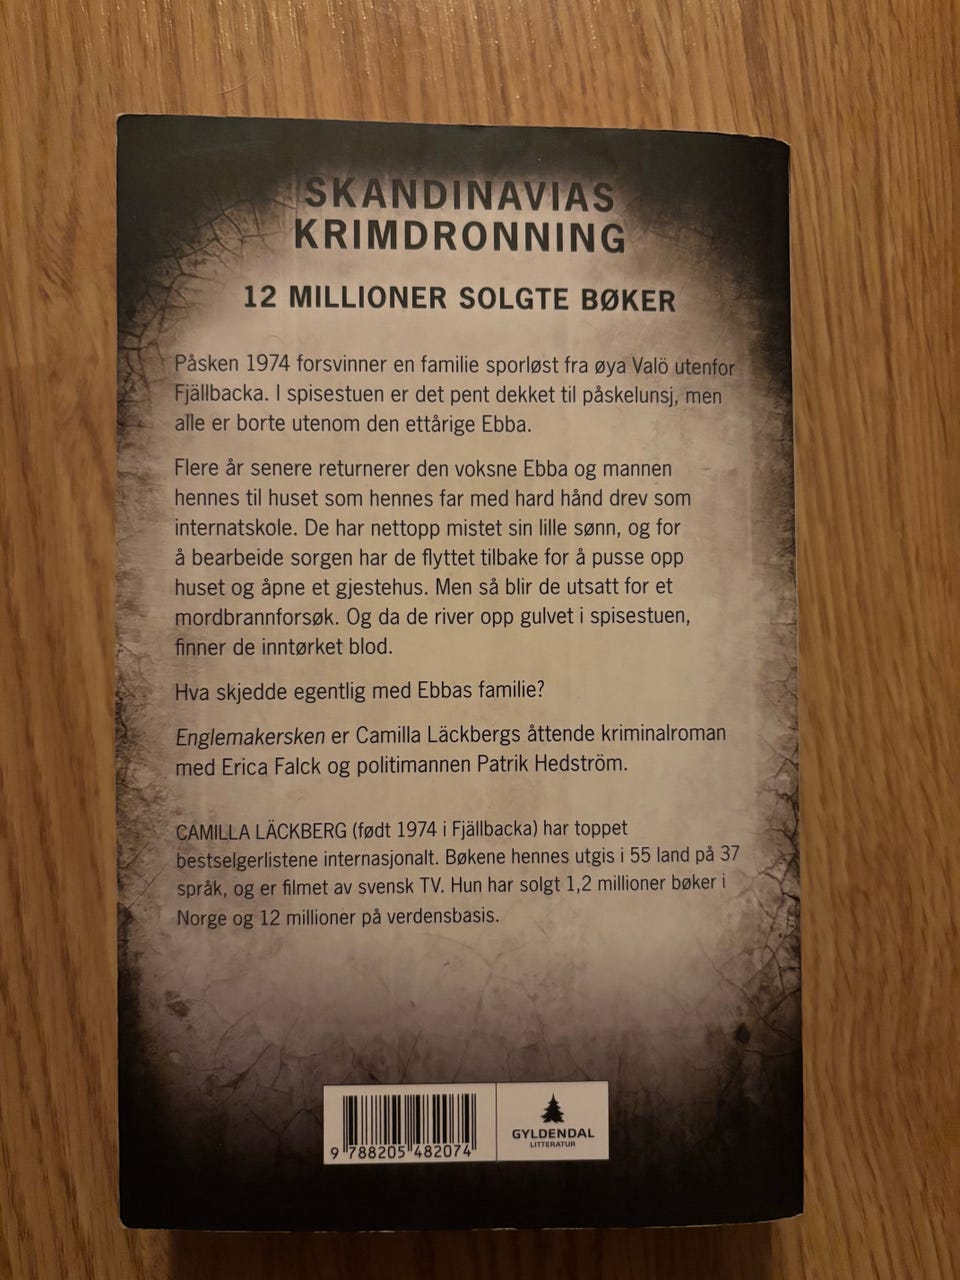 SKANDINAVIAS
KRIMDRONNING
12 MILLIONER SOLGTE BØKER
Påsken 1974 forsvinner en familie sporløst fra øya Valö utenfor
Fjällbacka. I spisestuen er det pent dekket til påskelunsj, men
alle er borte utenom den ettårige Ebba.
Flere år senere returnerer den voksne Ebba og mannen
hennes til huset som hennes far med hard hånd drev som
internatskole. De har nettopp mistet sin lille sønn, og for
å bearbeide sorgen har de flyttet tilbake for å pusse opp
huset og åpne et gjestehus. Men så blir de utsatt for et
mordbrannforsøk. Og da de river opp gulvet i spisestuen,
finner de inntørket blod.
Hva skjedde egentlig med Ebbas familie?
Englemakersken er Camilla Läckbergs åttende kriminalroman
med Erica Falck og politimannen Patrik Hedström.
CAMILLA LÄCKBERG (født 1974 i Fjällbacka) har toppet
bestselgerlistene internasjonalt. Bøkene hennes utgis i 55 land på 37
språk, og er filmet av svensk TV. Hun har solgt 1,2 millioner bøker i
Norge og 12 millioner på verdensbasis.
9 788205 482074
GYLDENDAL
LITTERATUR